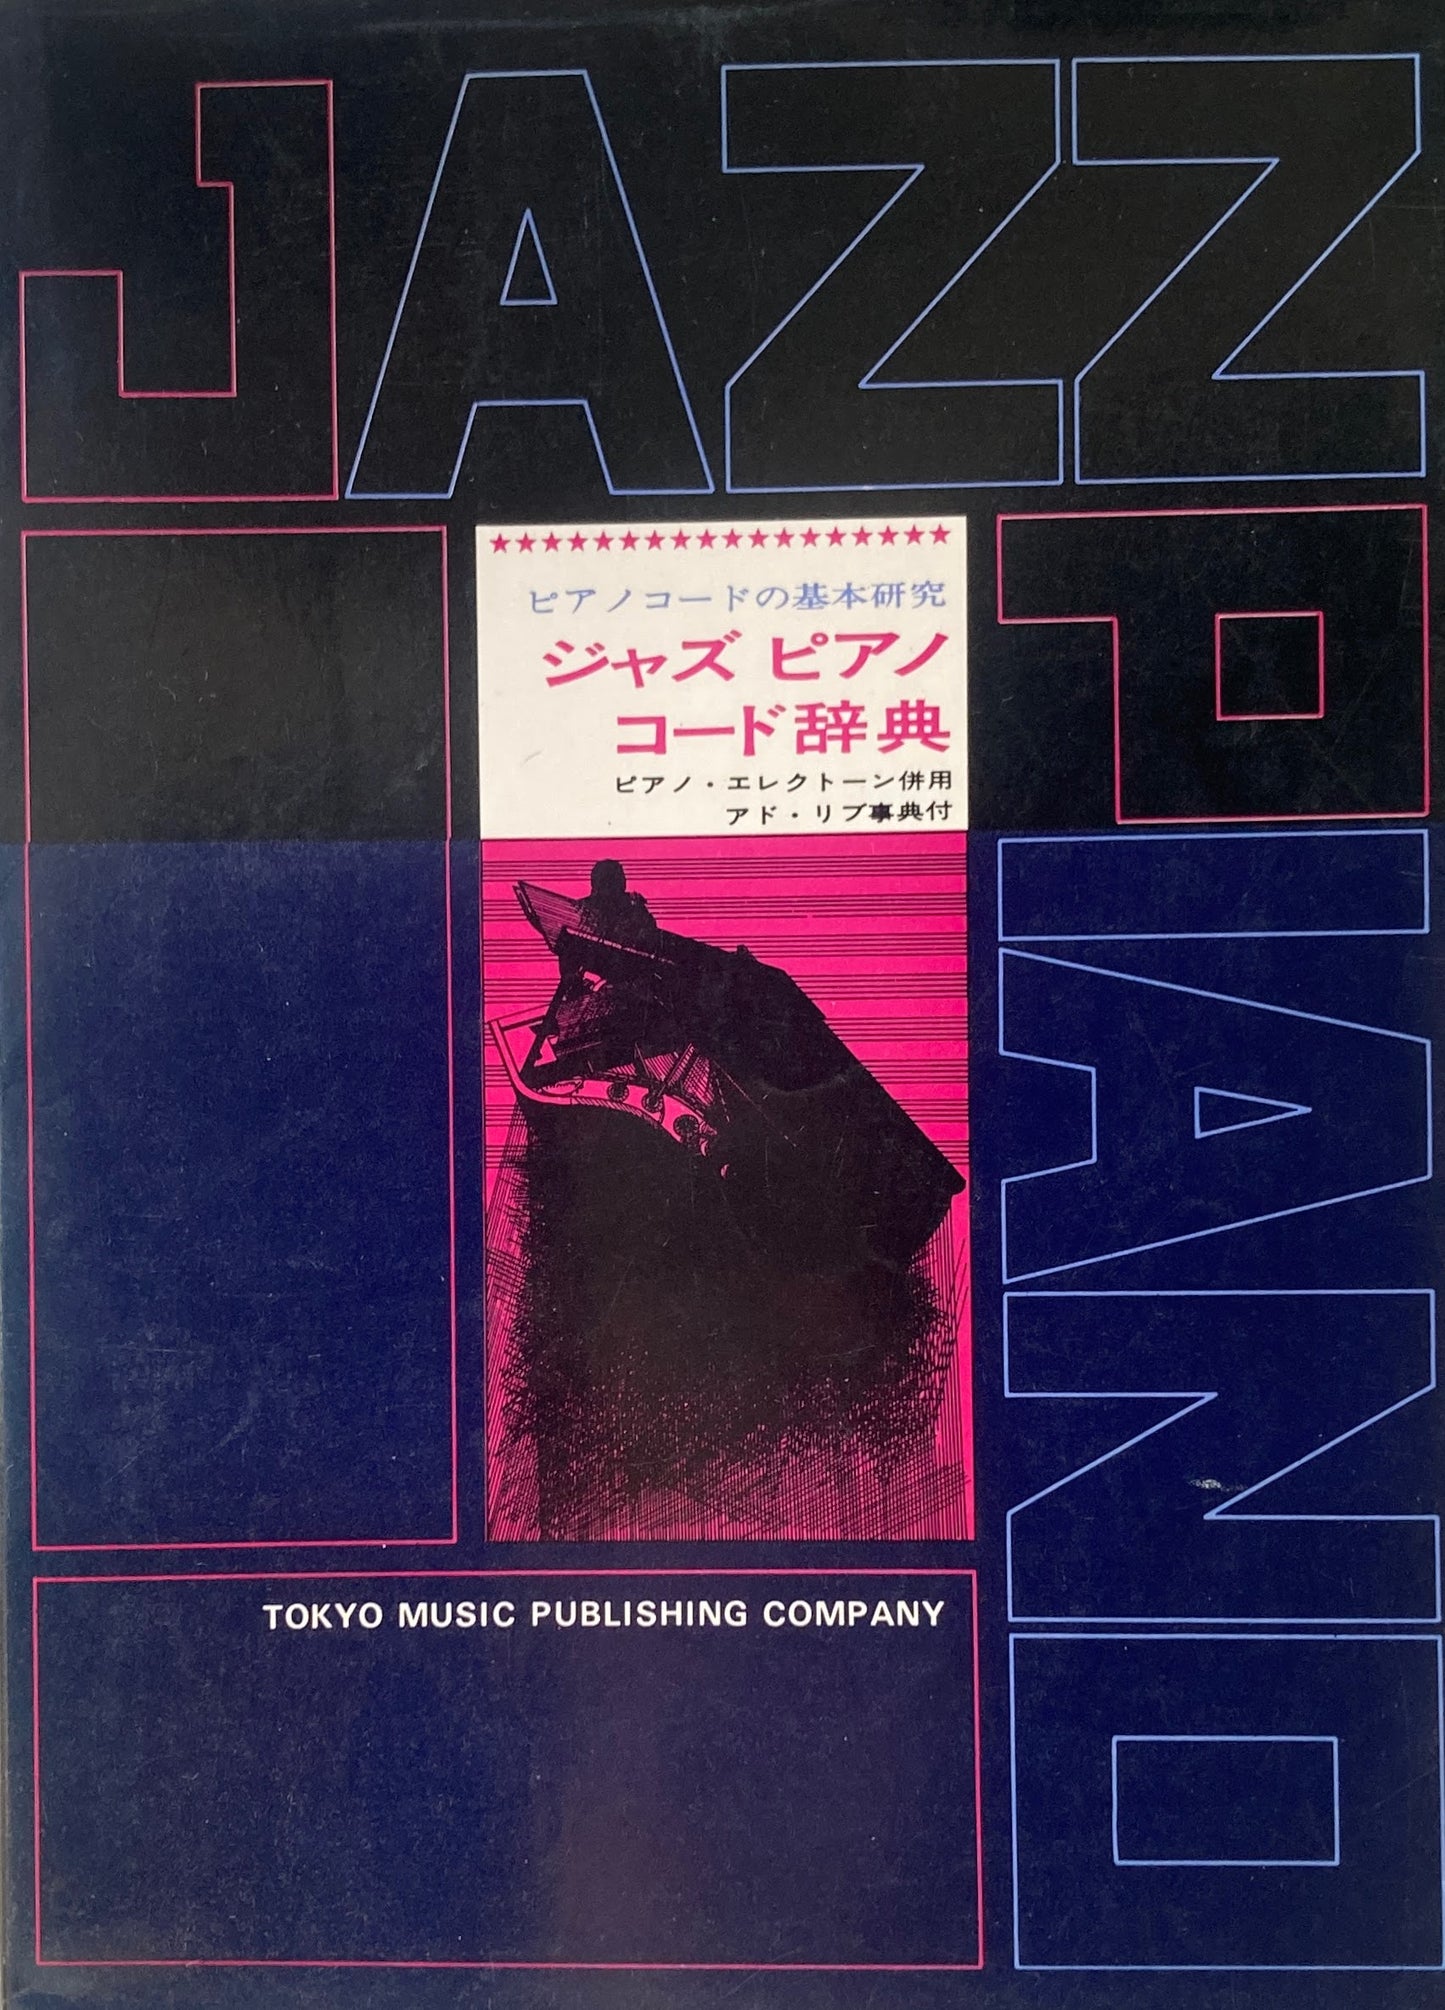 JAZZ
PIANO
ピアノコードの基本研究
ジャズ ピアノ
コード辞典
ピアノ・エレクトーン併用
アド・リブ事典付
TOKYO MUSIC PUBLISHING COMPANY